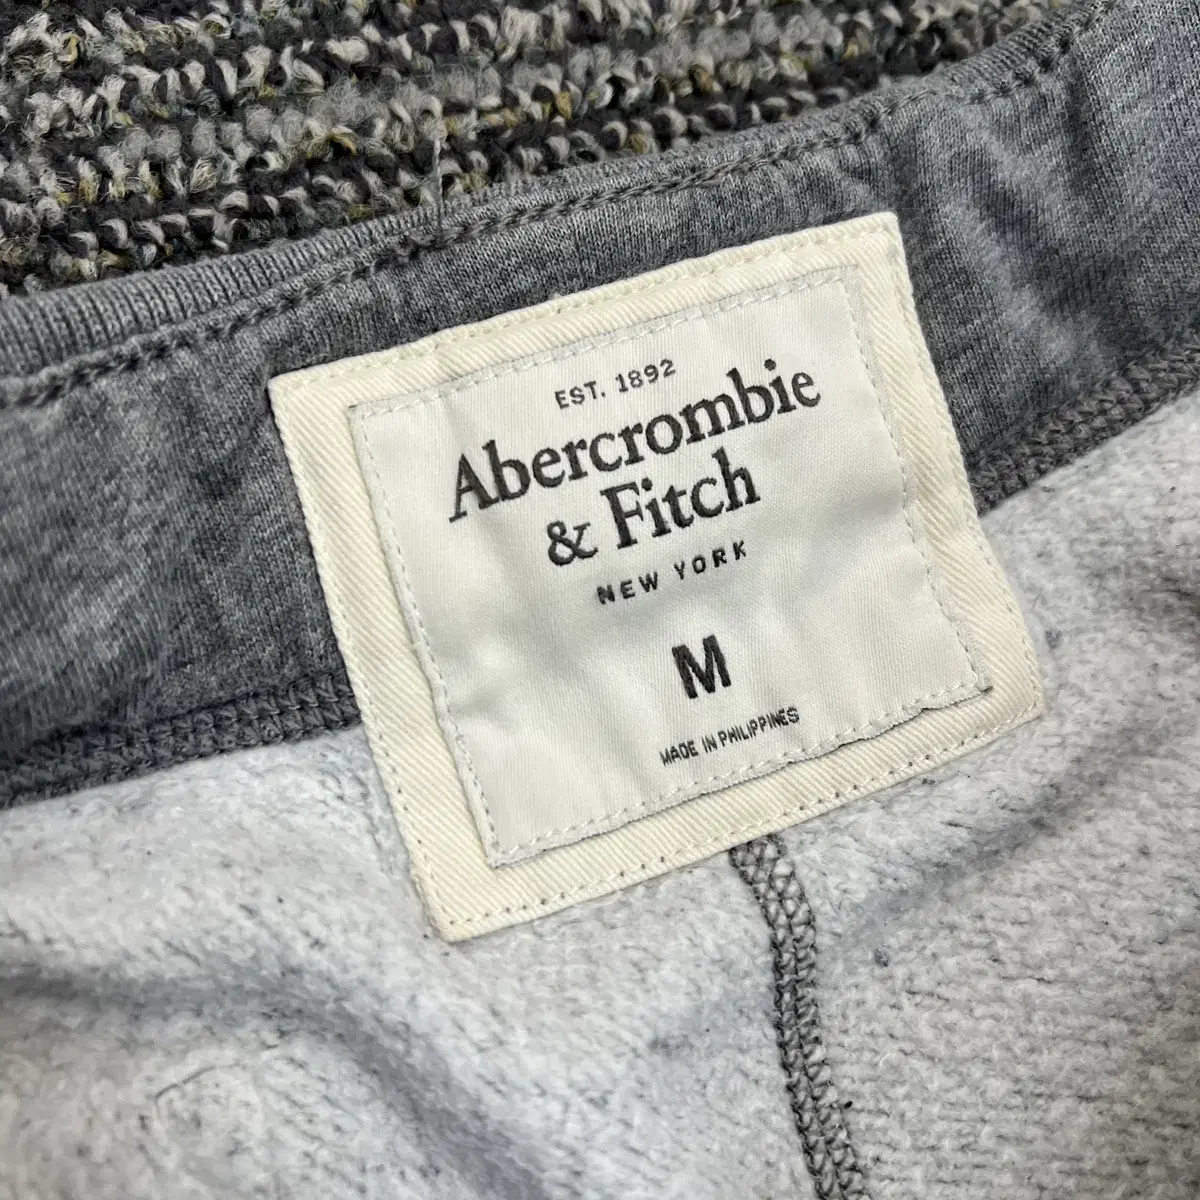 EST. 1892
Abercrombie
& Fitch
NEW YORK
M
MADE IN PHILIPPINES